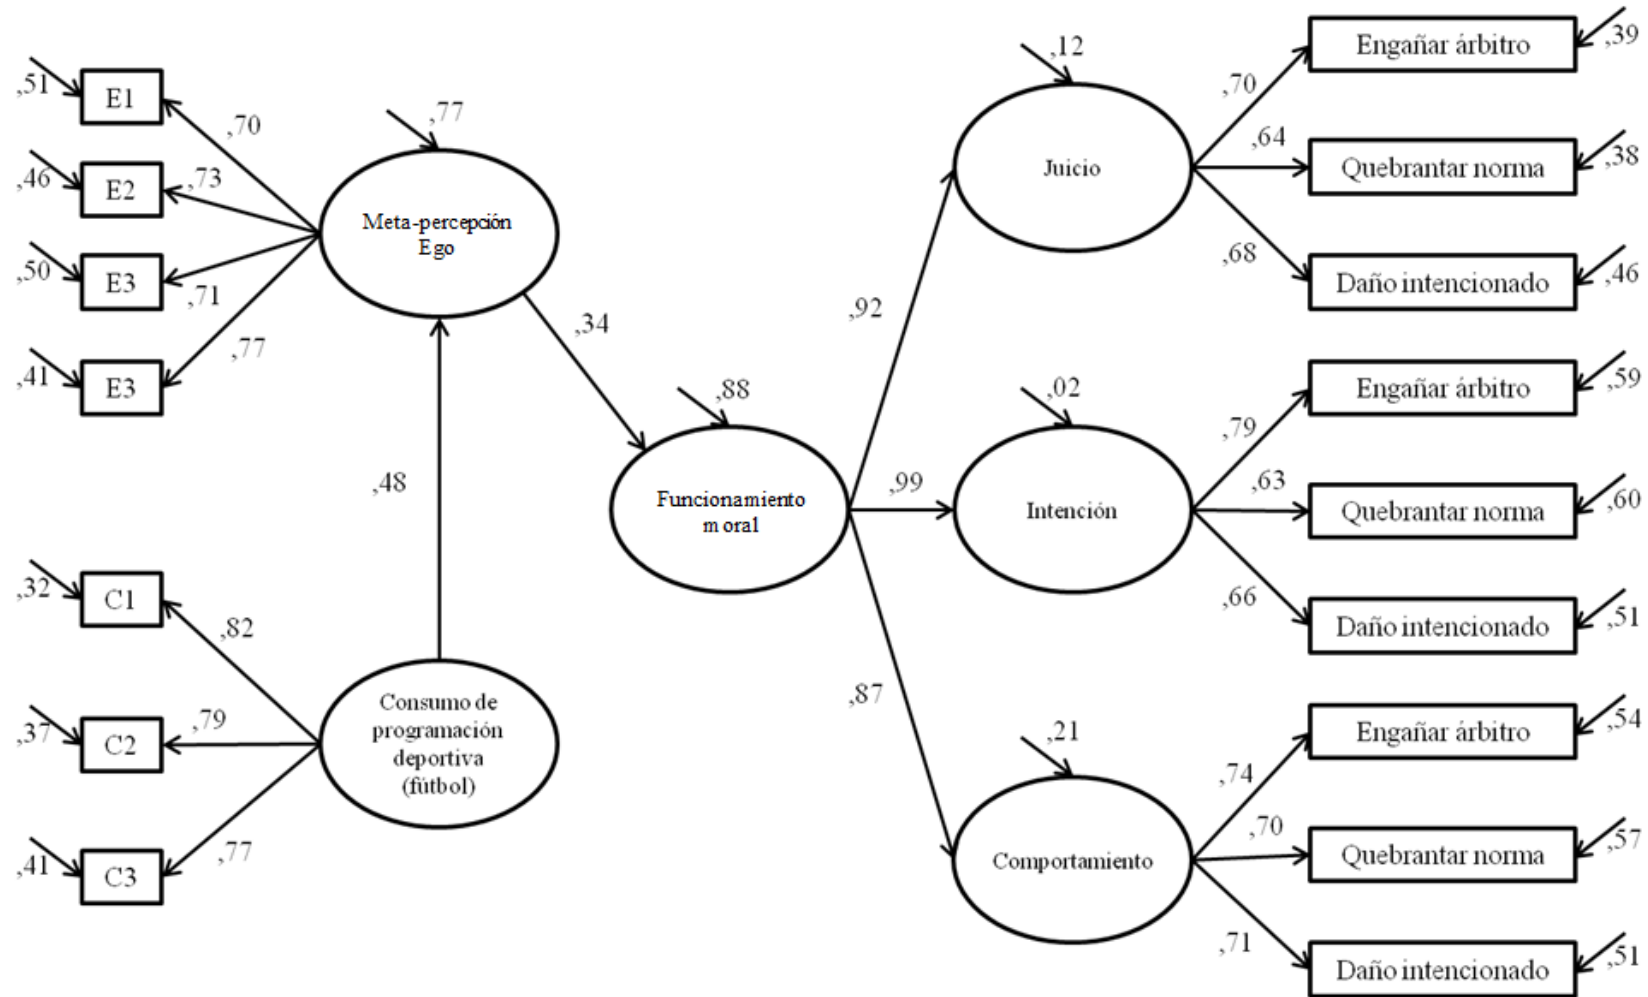 ,51
E1
,70
,46
E2
,73
,50
E3
,71
,41
E3
,77
,77
Meta-percepción
Ego
,34
,48
,32
C1
,82
,37
C2
,79
,41
C3
,77
Consumo de
programación
deportiva
(fútbol)
,88
Funcionamiento
moral
,92
,99
,87
,12
Juicio
,70
Engañar árbitro
,39
,64
Quebrantar norma
,38
,68
Daño intencionado
,46
,02
Intención
,79
Engañar árbitro
,59
,63
Quebrantar norma
,60
,66
Daño intencionado
,51
,21
Comportamiento
,74
Engañar árbitro
,54
,70
Quebrantar norma
,57
,71
Daño intencionado
,51